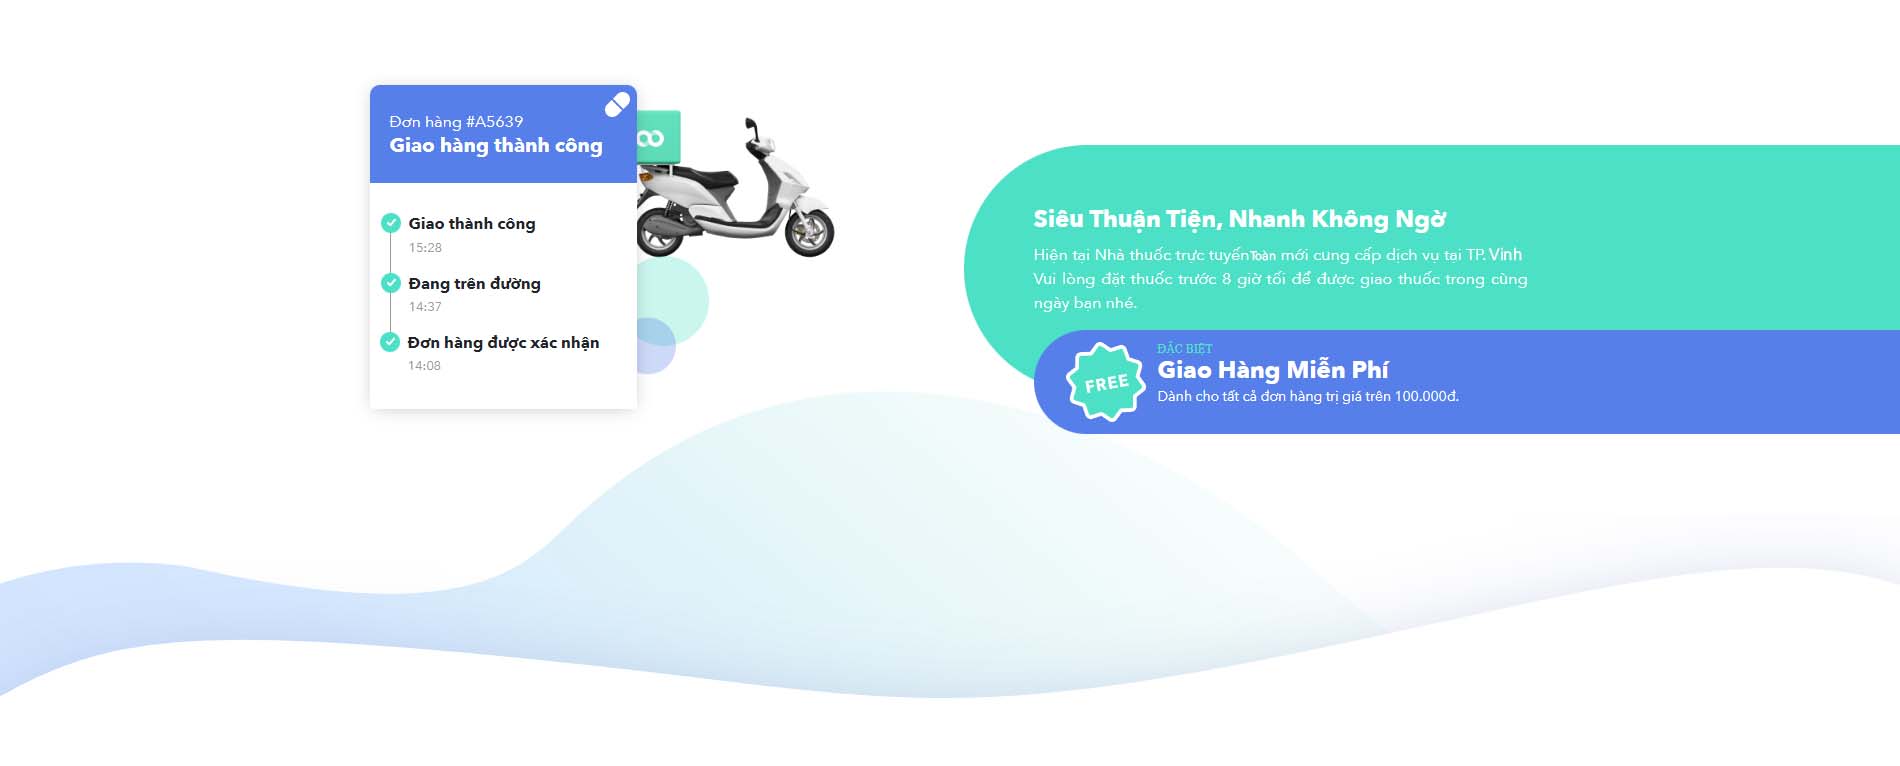 Đơn hàng #A5639
Giao hàng thành công
Giao thành công
15:28
Đang trên đường
14:37
Đơn hàng được xác nhận
14:08
Siêu Thuận Tiện, Nhanh Không Ngờ
Hiện tại Nhà thuốc trực tuyến Toàn mới cung cấp dịch vụ tại TP. Vinh
Vui lòng đặt thuốc trước 8 giờ tối để được giao thuốc trong cùng
ngày bạn nhé.
FREE
ĐẶC BIỆT
Giao Hàng Miễn Phí
Dành cho tất cả đơn hàng trị giá trên 100.000đ.